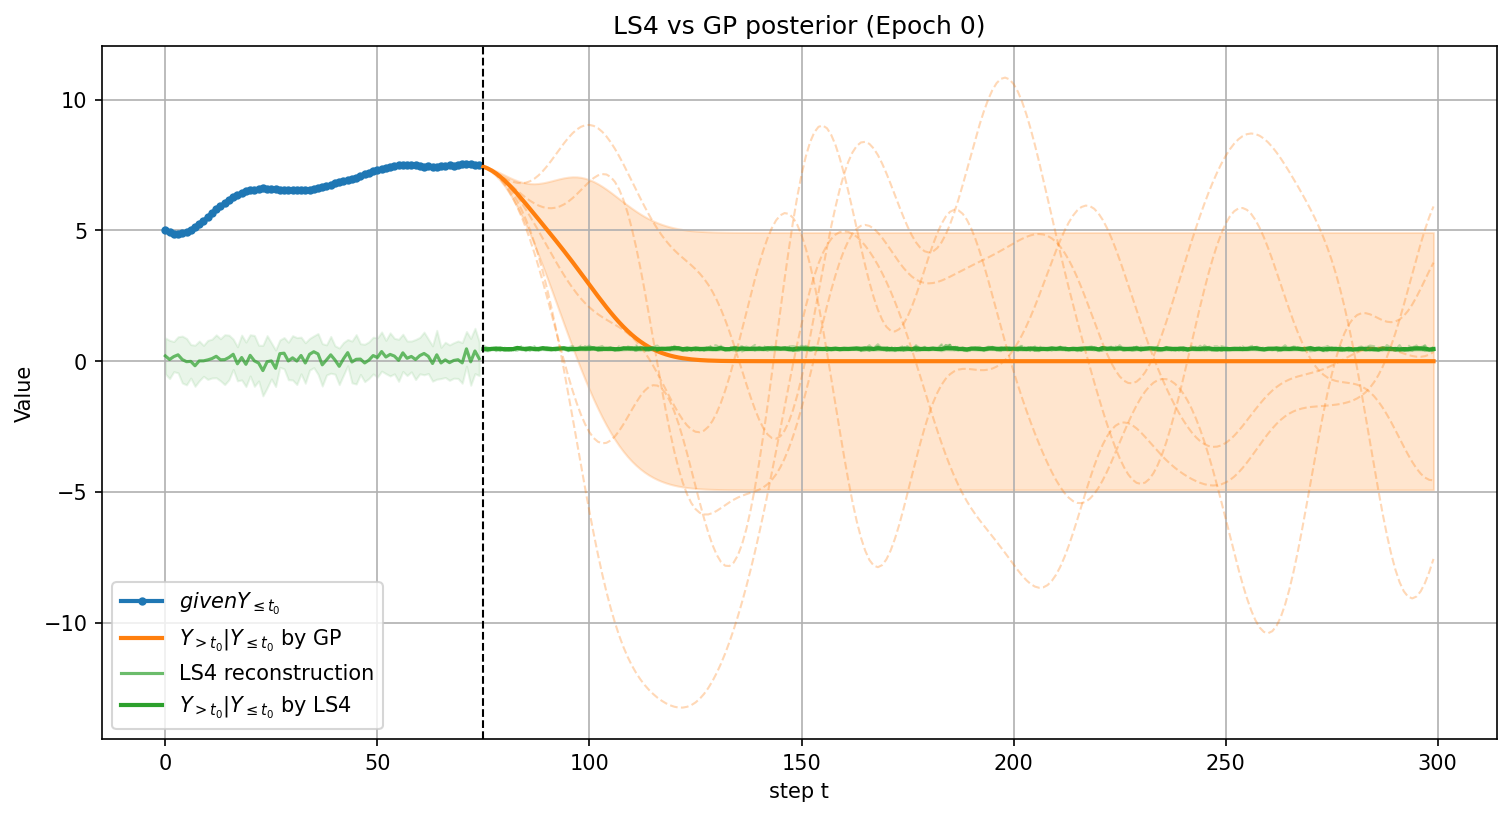 LS4 vs GP posterior (Epoch 0)
Value
10
5
0
−5
−10
givenY≤t₀
Y>t₀|Y≤t₀ by GP
LS4 reconstruction
Y>t₀|Y≤t₀ by LS4
0 50 100 150 200 250 300
step t